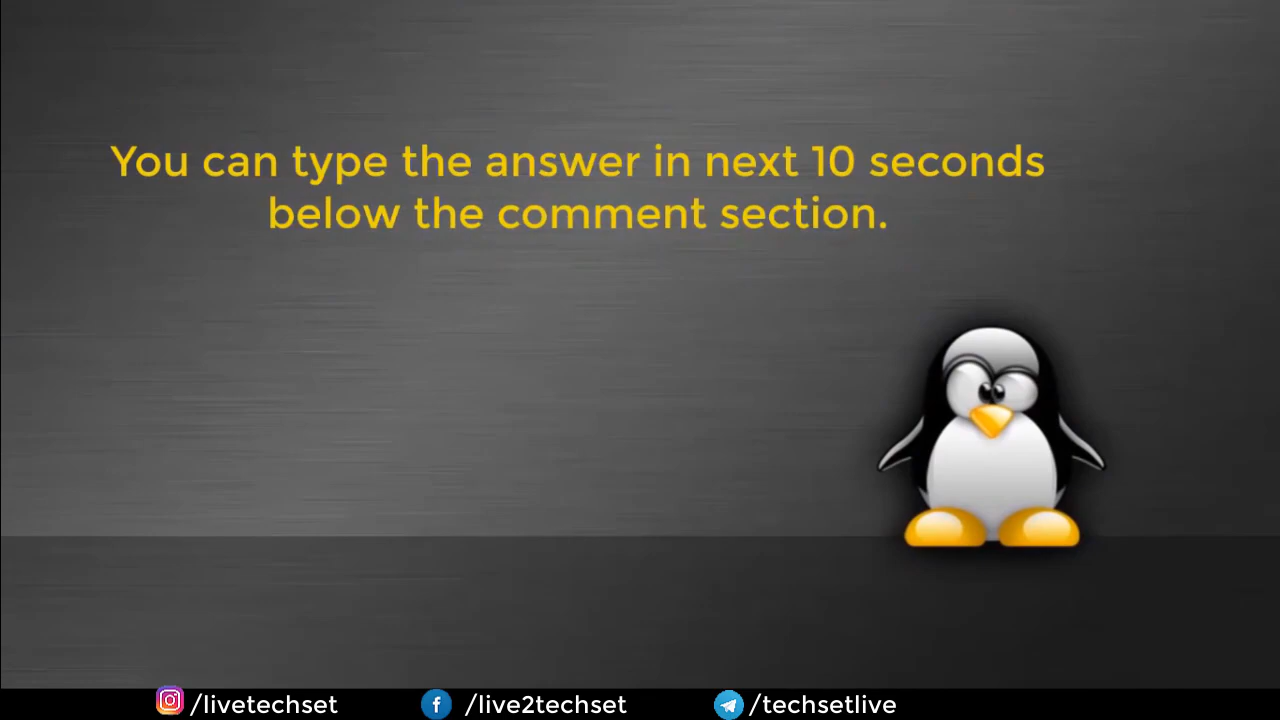 You can type the answer in next 10 seconds
below the comment section.
/livetechset /live2techset /techsetlive